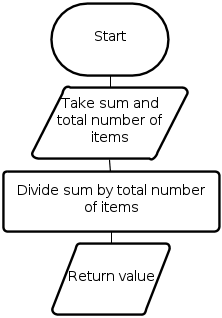 Start
Take sum and
total number of
items
Divide sum by total number
of items
Return value